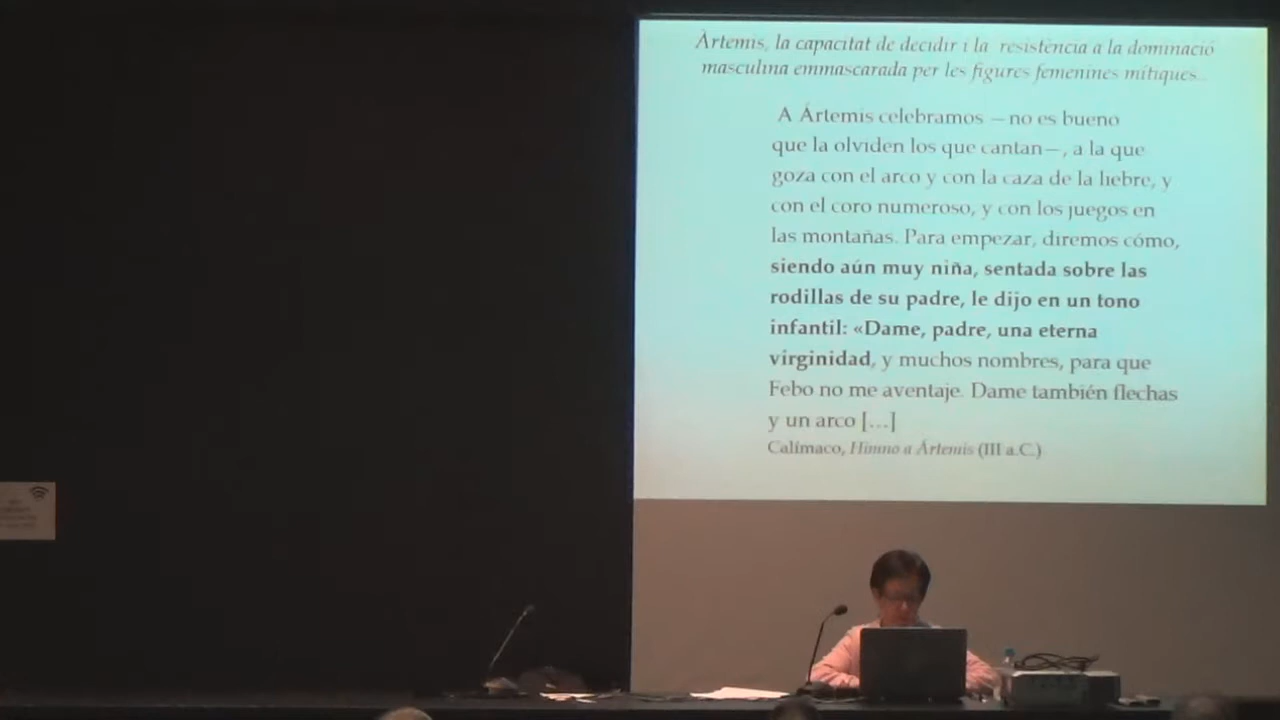 Àrtemis, la capacitat de decidir i la resistència a la dominació
masculina emmascarada per les figures femenines mítiques...
A Ártemis celebramos —no es bueno
que la olviden los que cantan—, a la que
goza con el arco y con la caza de la liebre, y
con el coro numeroso, y con los juegos en
las montañas. Para empezar, diremos cómo,
siendo aún muy niña, sentada sobre las
rodillas de su padre, le dijo en un tono
infantil: «Dame, padre, una eterna
virginidad, y muchos nombres, para que
Febo no me aventaje. Dame también flechas
y un arco […]
Calímaco, Himno a Ártemis (III a.C.)